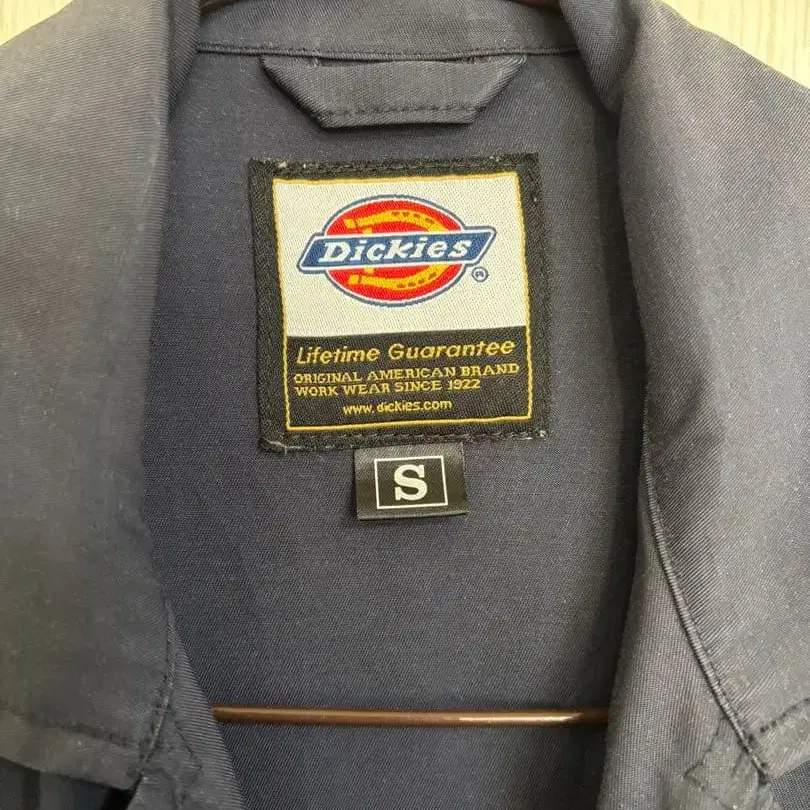 Dickies
®
Lifetime Guarantee
ORIGINAL AMERICAN BRAND
WORK WEAR SINCE 1922
www.dickies.com
S